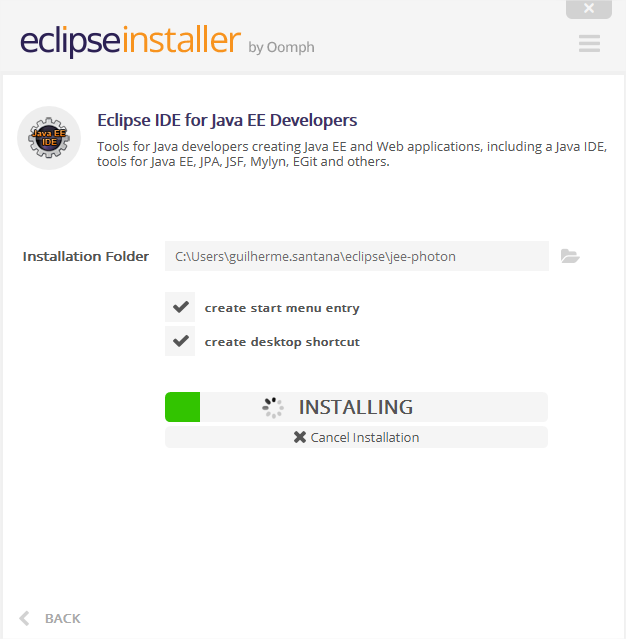 eclipseinstaller by Oomph
Java EE
IDE
Eclipse IDE for Java EE Developers
Tools for Java developers creating Java EE and Web applications, including a Java IDE,
tools for Java EE, JPA, JSF, Mylyn, EGit and others.
Installation Folder C:\Users\guilherme.santana\eclipse\jee-photon
create start menu entry
create desktop shortcut
INSTALLING
Cancel Installation
BACK